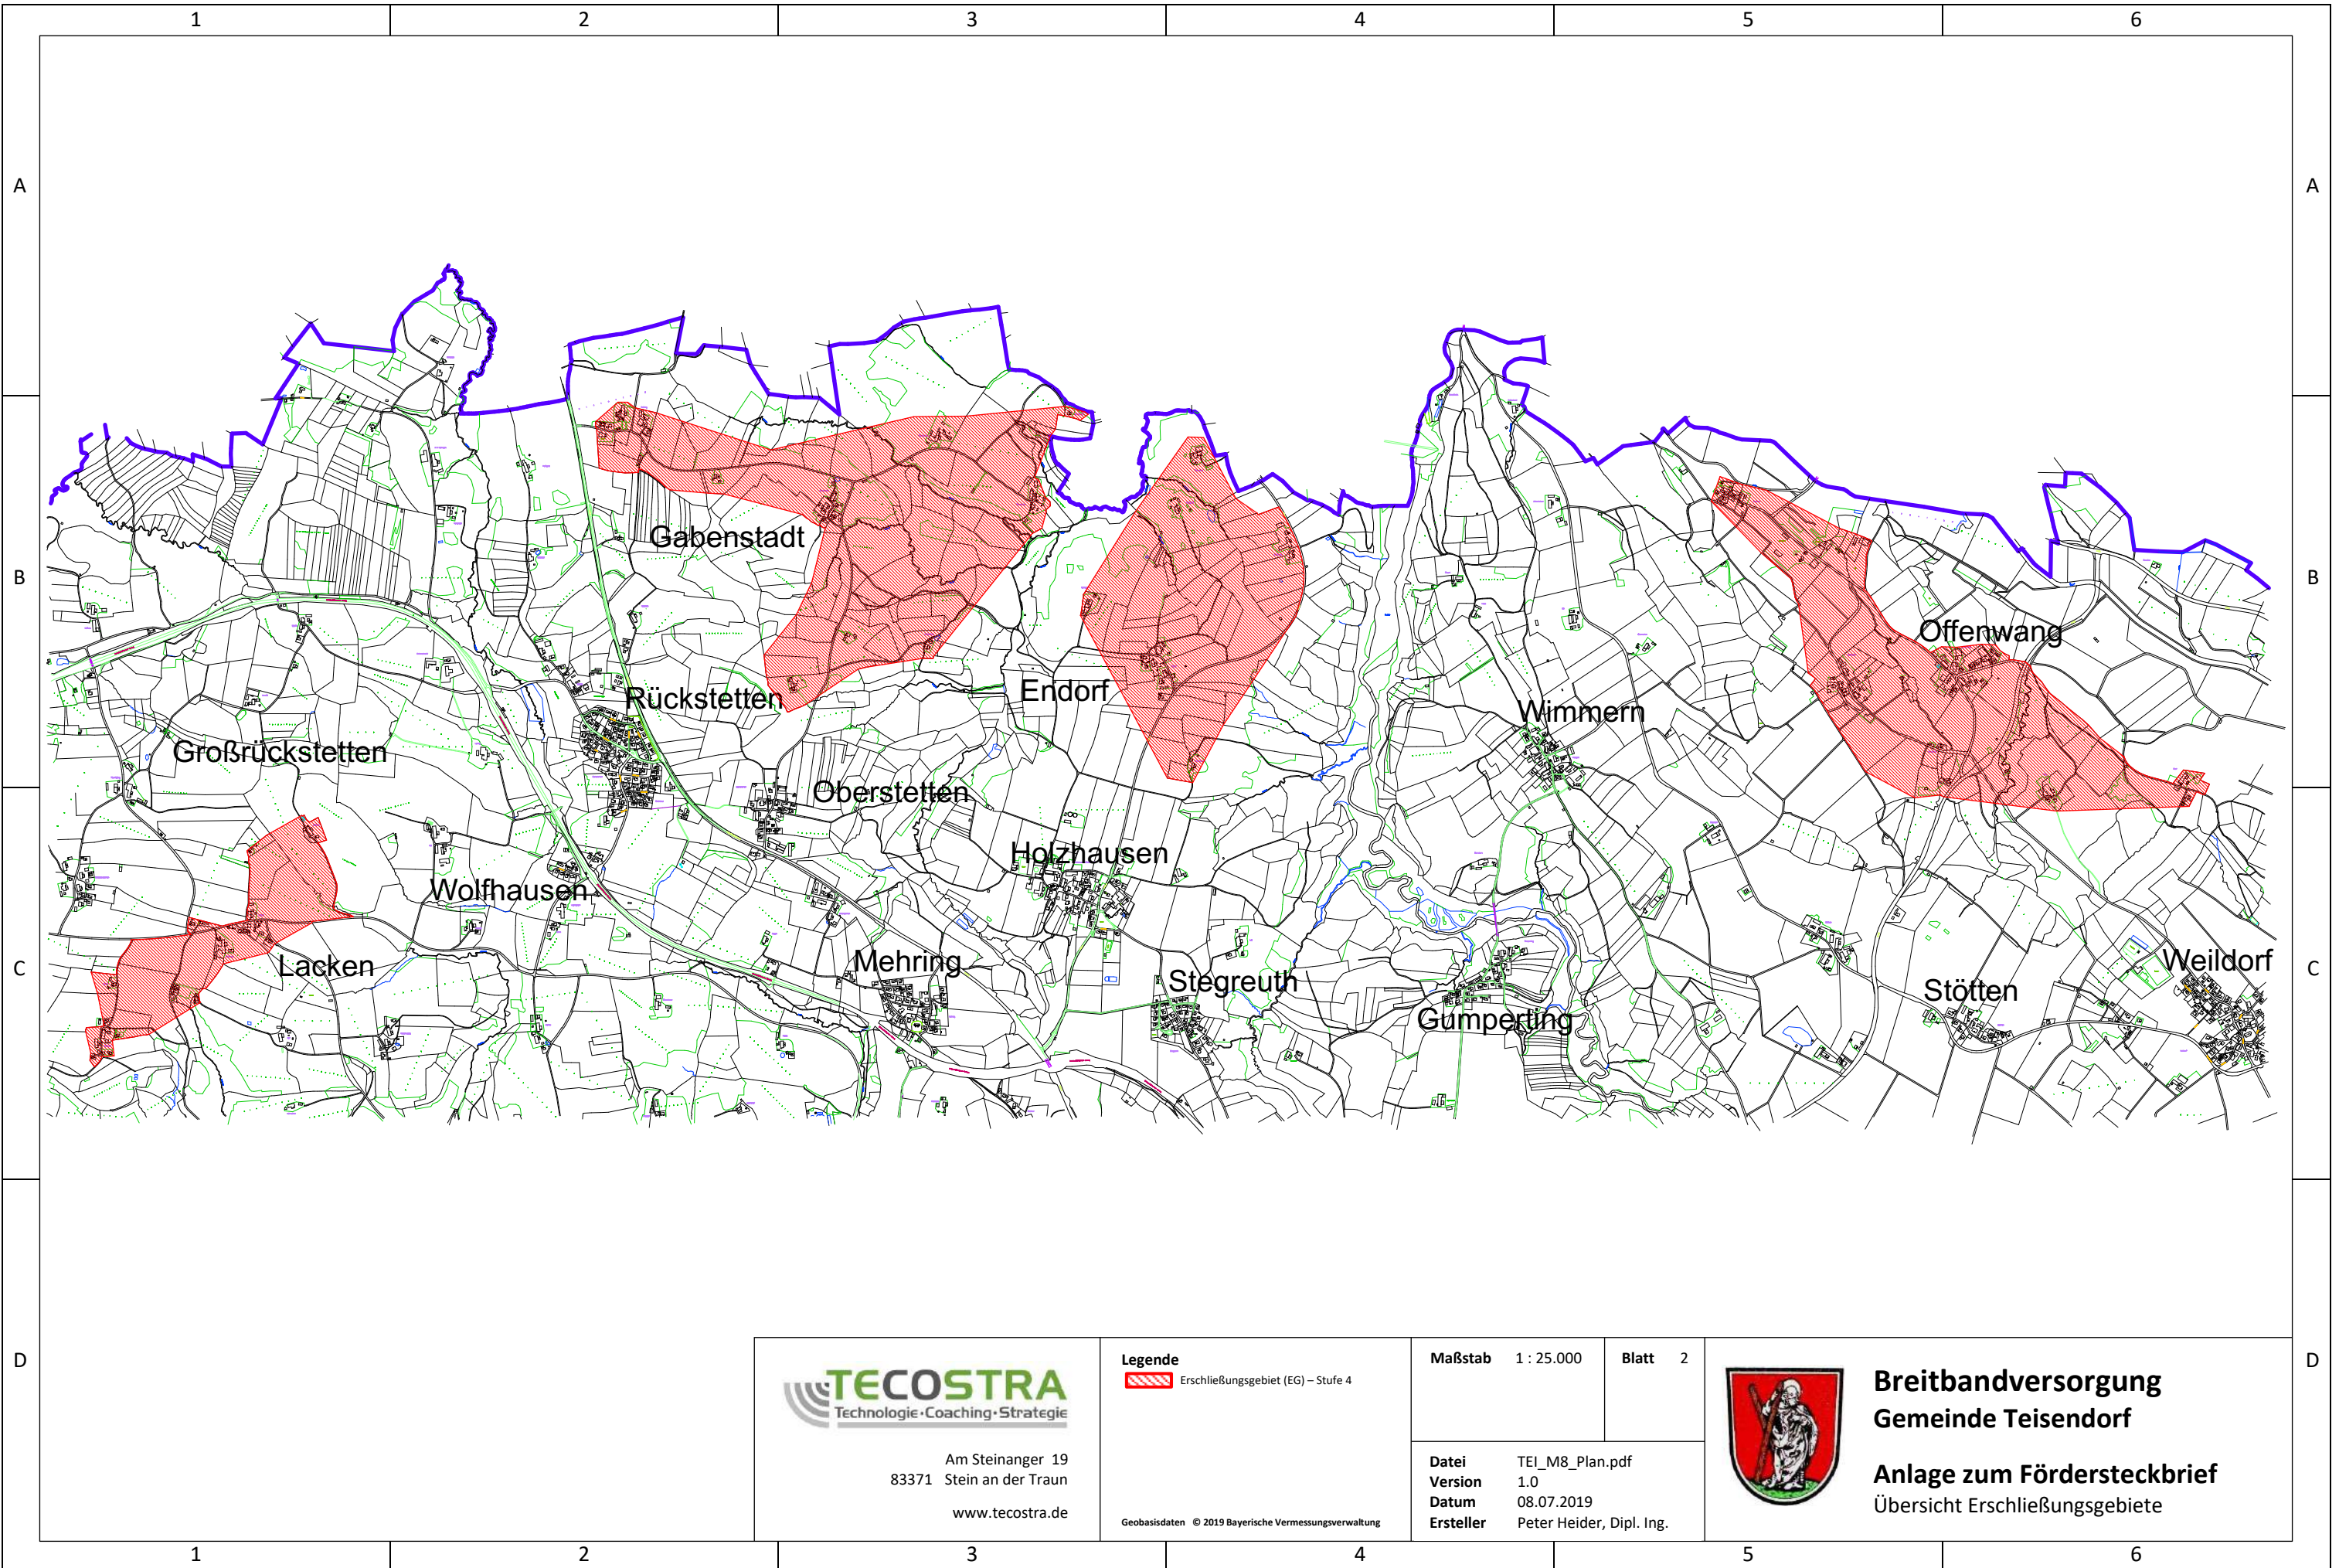 1 2 3 4 5 6
A A
B B
C C
D D
Gabenstadt
Offenwang
Rückstetten
Endorf
Wimmern
Großrückstetten
Oberstetten
Holzhausen
Wolfhausen
Lacken
Mehring
Stegreuth
Gumperting
Stötten
Weildorf
TECOSTRA
Technologie·Coaching·Strategie
Am Steinanger 19
83371 Stein an der Traun
www.tecostra.de
Legende
Erschließungsgebiet (EG) – Stufe 4
Geobasisdaten © 2019 Bayerische Vermessungsverwaltung
Maßstab 1 : 25.000
Blatt 2
Datei TEI_M8_Plan.pdf
Version 1.0
Datum 08.07.2019
Ersteller Peter Heider, Dipl. Ing.
Breitbandversorgung
Gemeinde Teisendorf
Anlage zum Fördersteckbrief
Übersicht Erschließungsgebiete
1 2 3 4 5 6